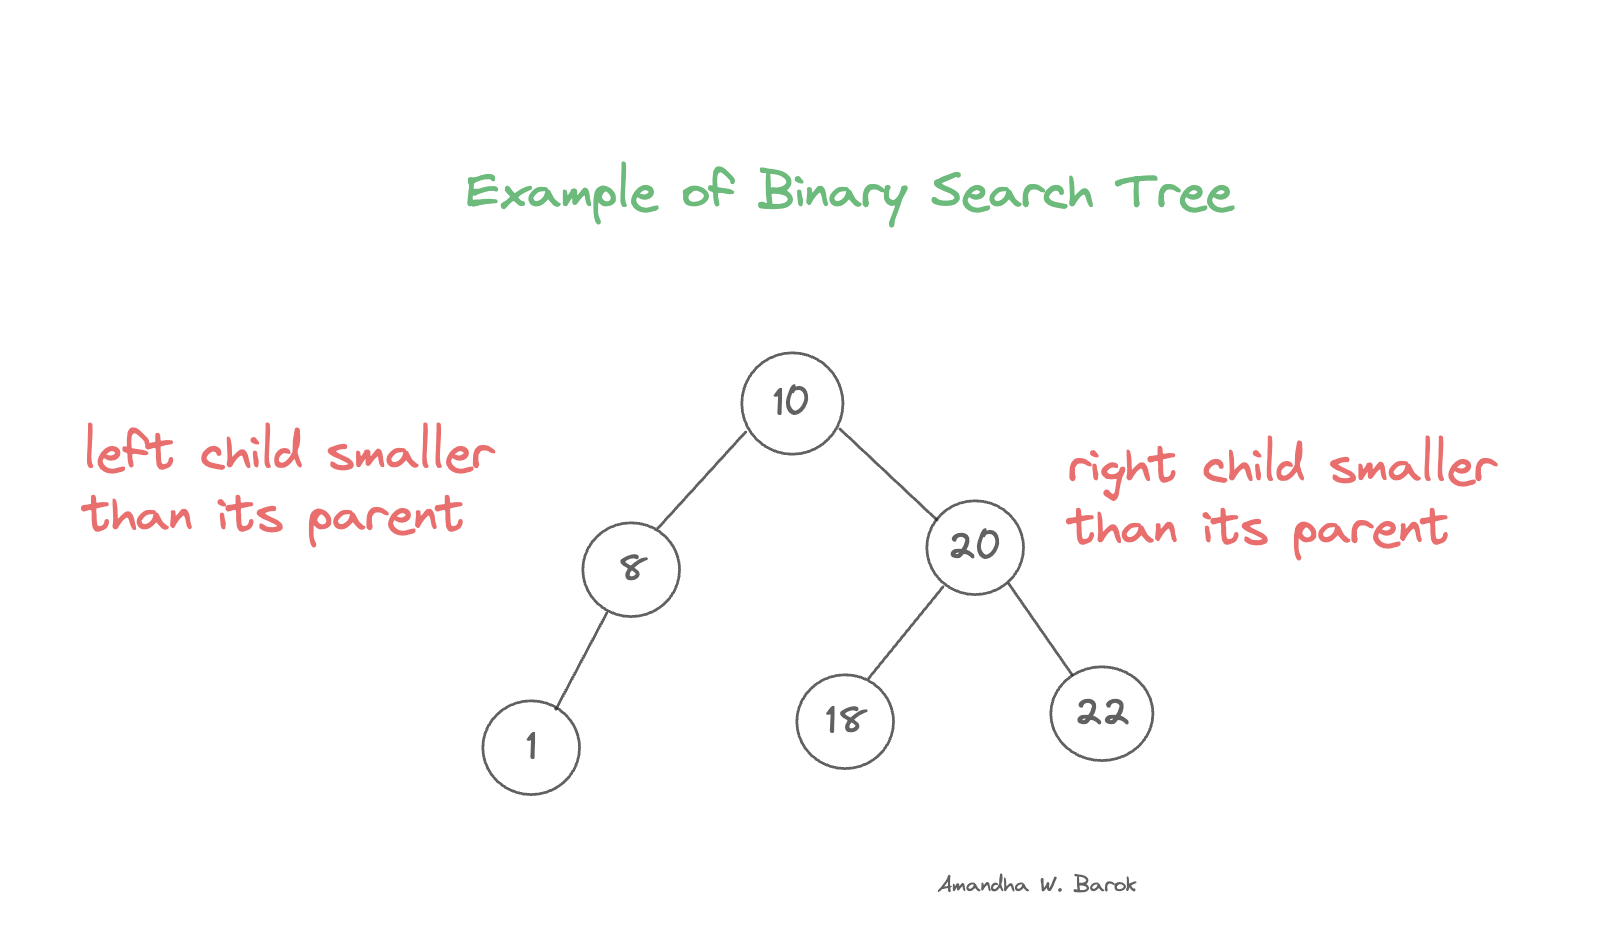 Example of Binary Search Tree
10
left child smaller
than its parent
right child smaller
than its parent
20
8
18
22
1
Amandha W. Barok